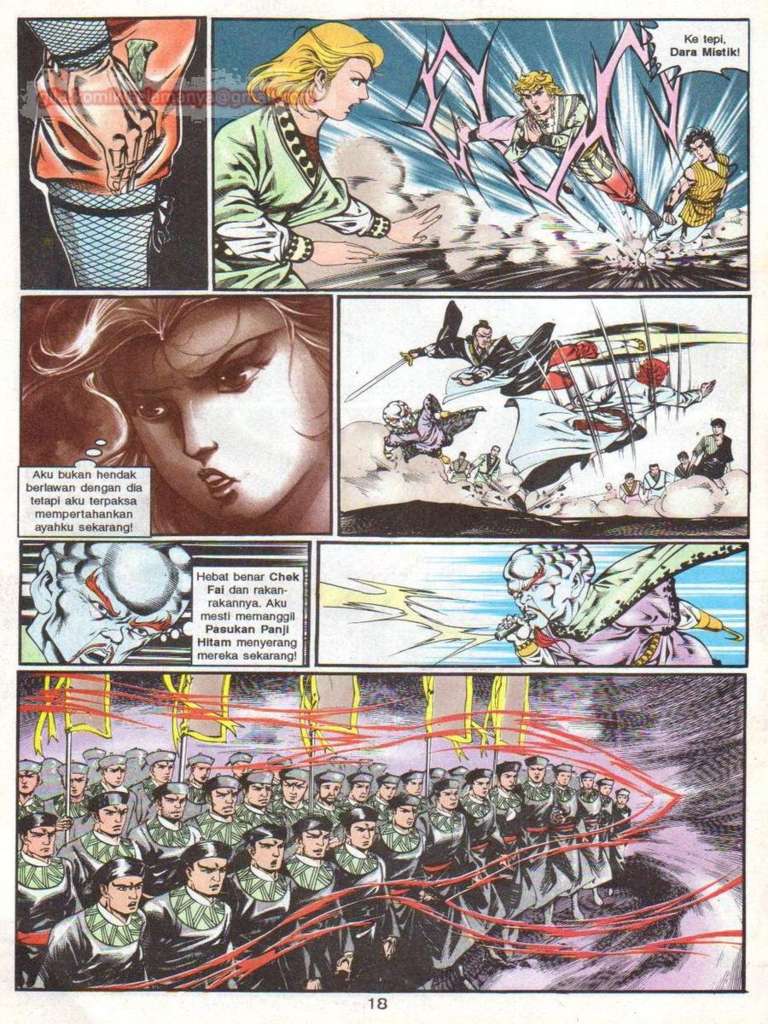 Ke tepi,
Dara Mistik!
Aku bukan hendak
berlawan dengan dia
tetapi aku terpaksa
mempertahankan
ayahku sekarang!
Hebat benar Chek
Fai dan rakan-
rakannya. Aku
mesti memanggil
Pasukan Panji
Hitam menyerang
mereka sekarang!
18